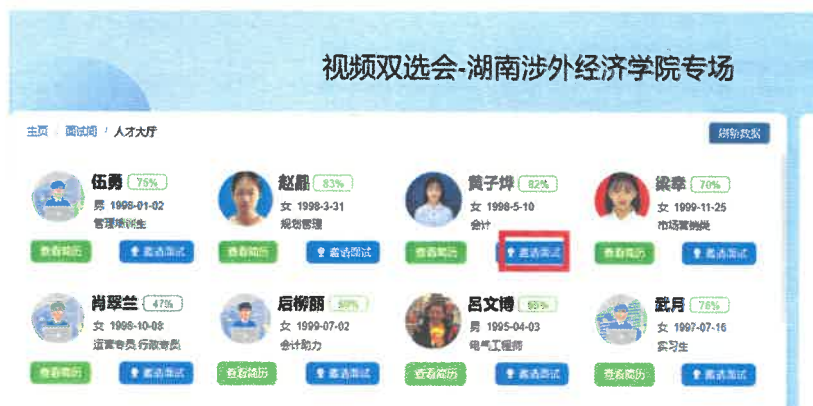 视频双选会-湖南涉外经济学院专场
主页 / 面试间 / 人才大厅
刷新数据
伍勇 75%
男 1998-01-02
管理培训生
查看简历 邀请面试
赵鼎 83%
女 1998-3-31
规划管理
查看简历 邀请面试
黄子烨 82%
女 1998-5-10
会计
查看简历 邀请面试
梁幸 70%
女 1999-11-25
市场营销类
查看简历 邀请面试
肖翠兰 47%
女 1998-10-08
运营专员 行政专员
查看简历 邀请面试
后柳丽
女 1999-07-02
会计助力
查看简历 邀请面试
吕文博
男 1995-04-03
电气工程师
查看简历 邀请面试
武月 76%
女 1997-07-16
实习生
查看简历 邀请面试